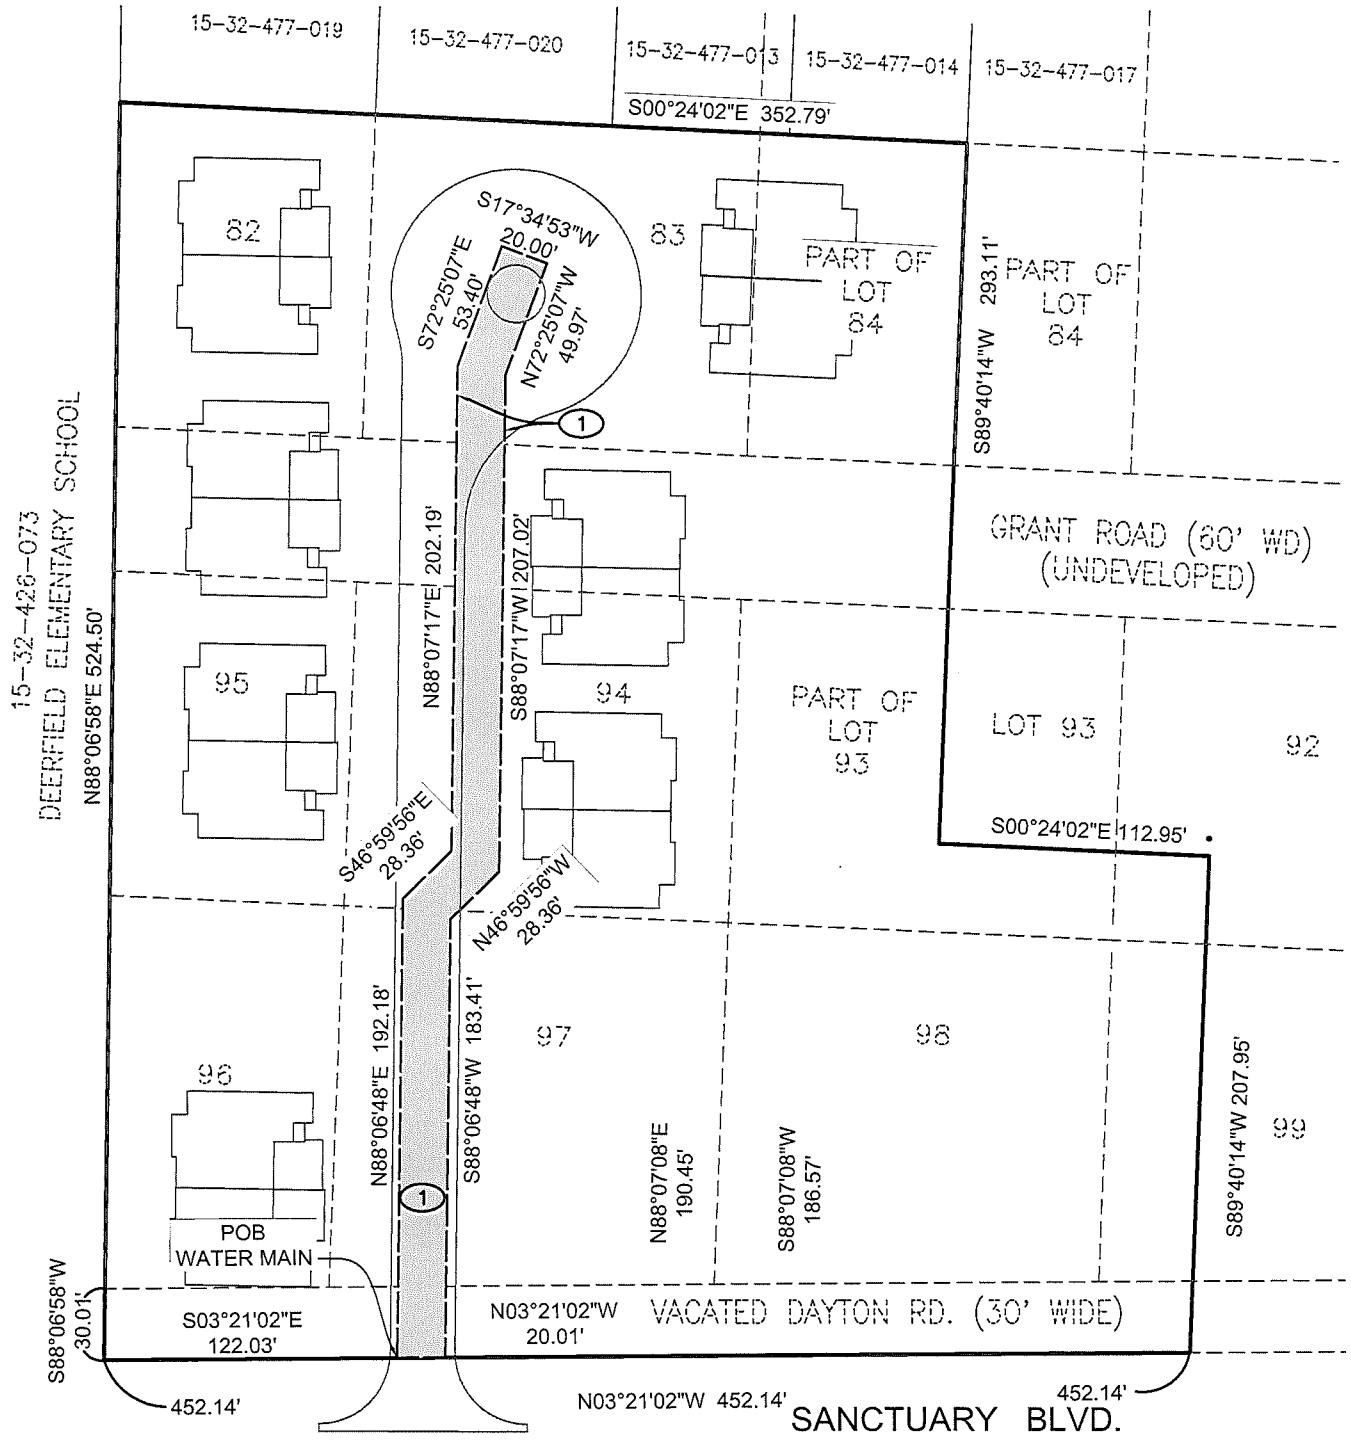 15-32-477-019
15-32-477-020
15-32-477-013
15-32-477-014
15-32-477-017
S00°24'02"E 352.79'
82
S17°34'53"W
20.00'
S72°25'07"E
53.40'
N72°25'07"W
49.97'
83
PART OF
LOT
84
S89°40'14"W 293.11'
PART OF
LOT
84
1
15-32-426-073
DEERFIELD ELEMENTARY SCHOOL
N88°06'58"E 524.50'
N88°07'17"E 202.19'
S88°07'17"W 207.02'
GRANT ROAD (60' WD)
(UNDEVELOPED)
95
94
PART OF
LOT
93
LOT 93
92
S46°59'56"E
28.36'
N46°59'56"W
28.36'
S00°24'02"E 112.95'
N88°06'48"E 192.18'
S88°06'48"W 183.41'
97
98
96
N88°07'08"E
190.45'
S88°07'08"W
186.57'
S89°40'14"W 207.95'
99
1
POB
WATER MAIN
S88°06'58"W
30.01'
S03°21'02"E
122.03'
N03°21'02"W
20.01'
VACATED DAYTON RD. (30' WIDE)
452.14'
N03°21'02"W 452.14'
452.14'
SANCTUARY BLVD.